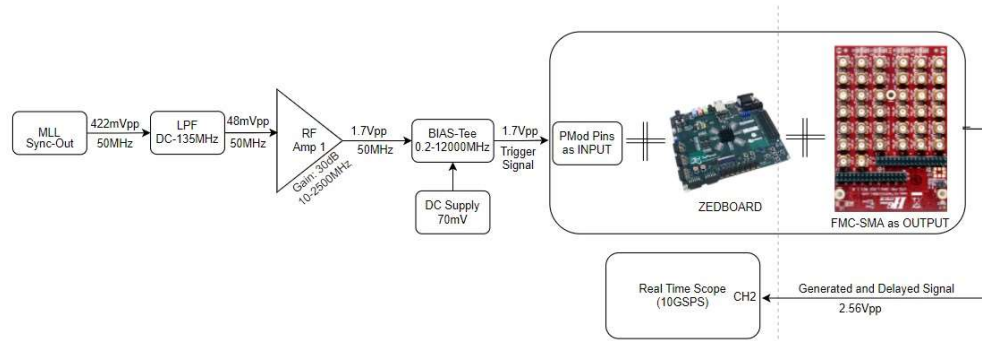 MLL
Sync-Out
422mVpp
50MHz
LPF
DC-135MHz
48mVpp
50MHz
RF
Amp 1
Gain: 30dB
10-2500MHz
1.7Vpp
50MHz
BIAS-Tee
0.2-12000MHz
DC Supply
70mV
1.7Vpp
Trigger
Signal
PMod Pins
as INPUT
ZEDBOARD
FMC-SMA as OUTPUT
Real Time Scope
(10GSPS)
CH2
Generated and Delayed Signal
2.56Vpp